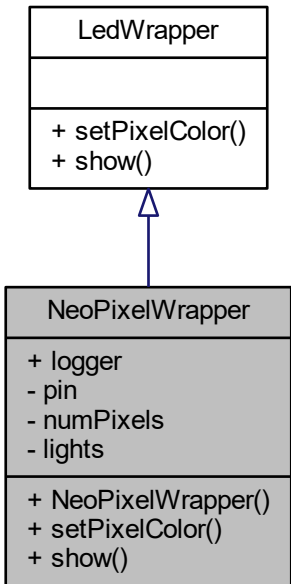 LedWrapper
+ setPixelColor()
+ show()
NeoPixelWrapper
+ logger
- pin
- numPixels
- lights
+ NeoPixelWrapper()
+ setPixelColor()
+ show()